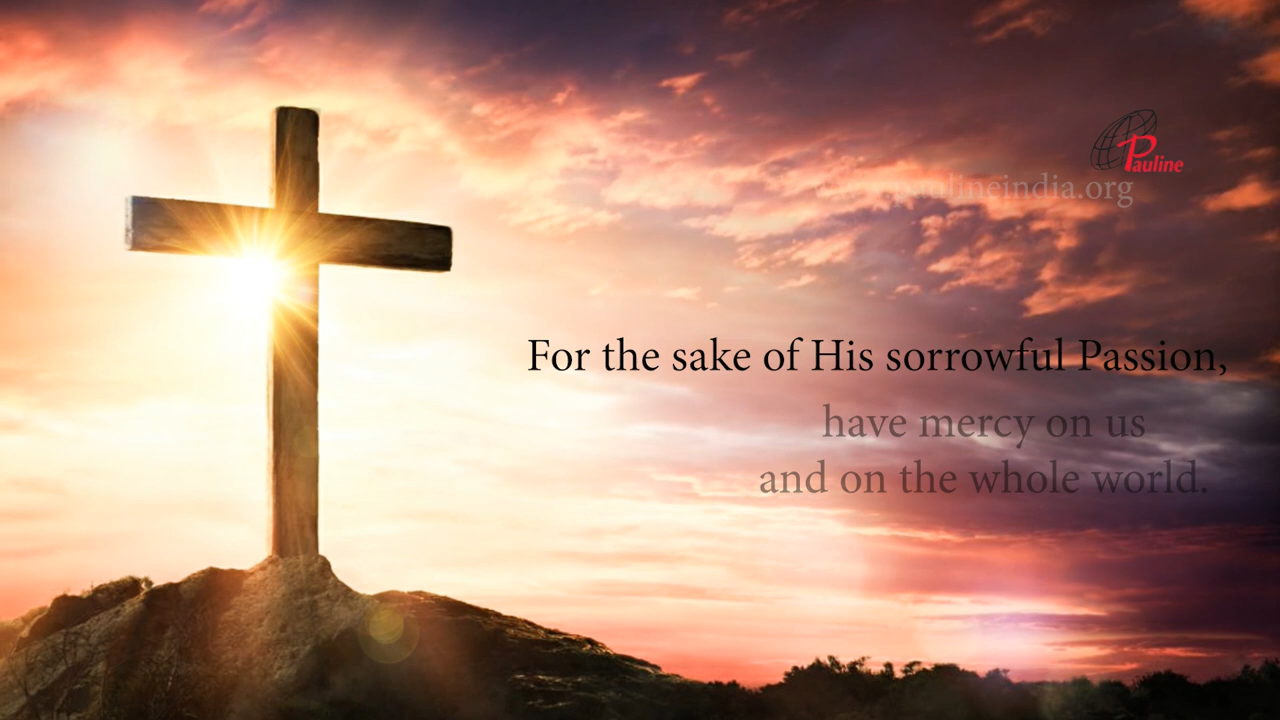 Pauline
www.paulineindia.org
For the sake of His sorrowful Passion,
have mercy on us
and on the whole world.